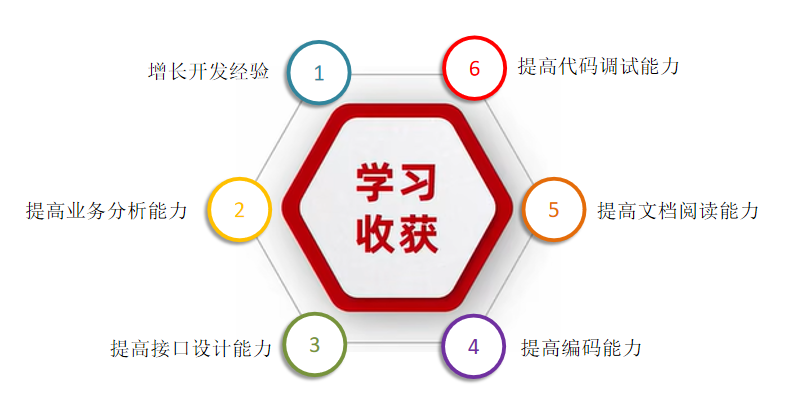 增长开发经验
1
6
提高代码调试能力
学习
收获
提高业务分析能力
2
5
提高文档阅读能力
提高接口设计能力
3
4
提高编码能力